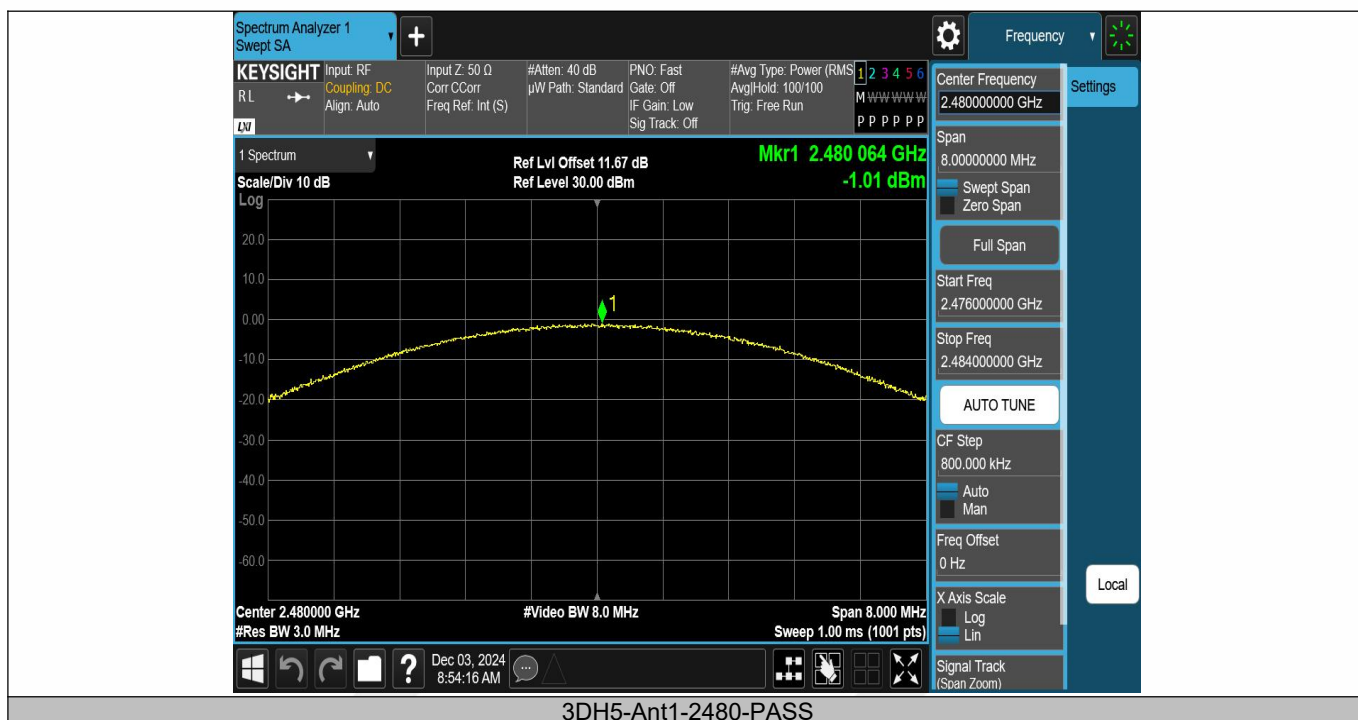 Spectrum Analyzer 1
Swept SA
Frequency
KEYSIGHT
RL
LXI
Input: RF
Coupling: DC
Align: Auto
Input Z: 50 Ω
Corr CCorr
Freq Ref: Int (S)
#Atten: 40 dB
µW Path: Standard
PNO: Fast
Gate: Off
IF Gain: Low
Sig Track: Off
#Avg Type: Power (RMS
Avg|Hold: 100/100
Trig: Free Run
1 2 3 4 5 6
M W W W W W
P P P P P P
1 Spectrum
Scale/Div 10 dB
Log
Ref Lvl Offset 11.67 dB
Ref Level 30.00 dBm
Mkr1 2.480 064 GHz
-1.01 dBm
20.0
10.0
0.00
-10.0
-20.0
-30.0
-40.0
-50.0
-60.0
1
Center 2.480000 GHz
#Video BW 8.0 MHz
Span 8.000 MHz
#Res BW 3.0 MHz
Sweep 1.00 ms (1001 pts)
Center Frequency
2.480000000 GHz
Settings
Span
8.00000000 MHz
Swept Span
Zero Span
Full Span
Start Freq
2.476000000 GHz
Stop Freq
2.484000000 GHz
AUTO TUNE
CF Step
800.000 kHz
Auto
Man
Freq Offset
0 Hz
X Axis Scale
Log
Lin
Local
Signal Track
(Span Zoom)
?
Dec 03, 2024
8:54:16 AM
3DH5-Ant1-2480-PASS